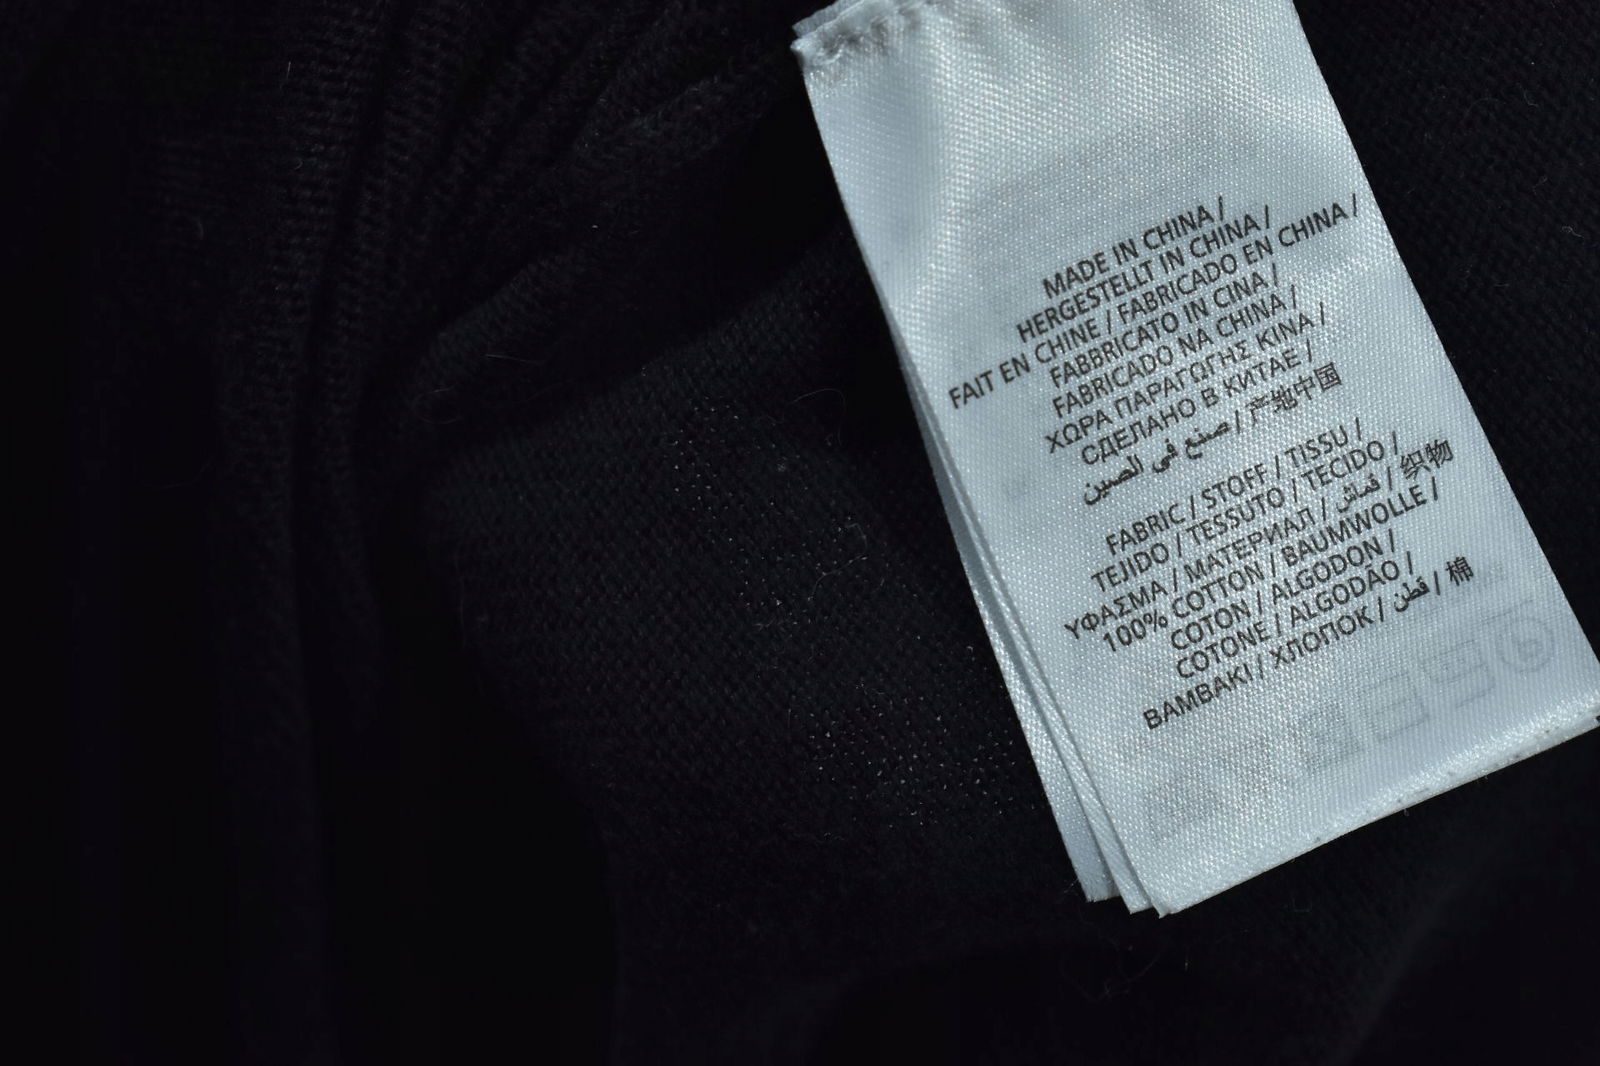 MADE IN CHINA /
HERGESTELLT IN CHINA /
FAIT EN CHINE / FABRICADO EN CHINA /
FABBRICATO IN CINA /
FABRICADO NA CHINA /
ΧΩΡΑ ΠΑΡΑΓΩΓΗΣ ΚΙΝΑ /
СДЕЛАНО В КИТАЕ /
صنع في الصين / 产地中国
FABRIC / STOFF / TISSU /
TEJIDO / TESSUTO / TECIDO /
ΥΦΑΣΜΑ / МАТЕРИАЛ / قماش / 织物
100% COTTON / BAUMWOLLE /
COTON / ALGODON /
COTONE / ALGODÃO /
ΒΑΜΒΑΚΙ / ХЛОПОК / قطن / 棉